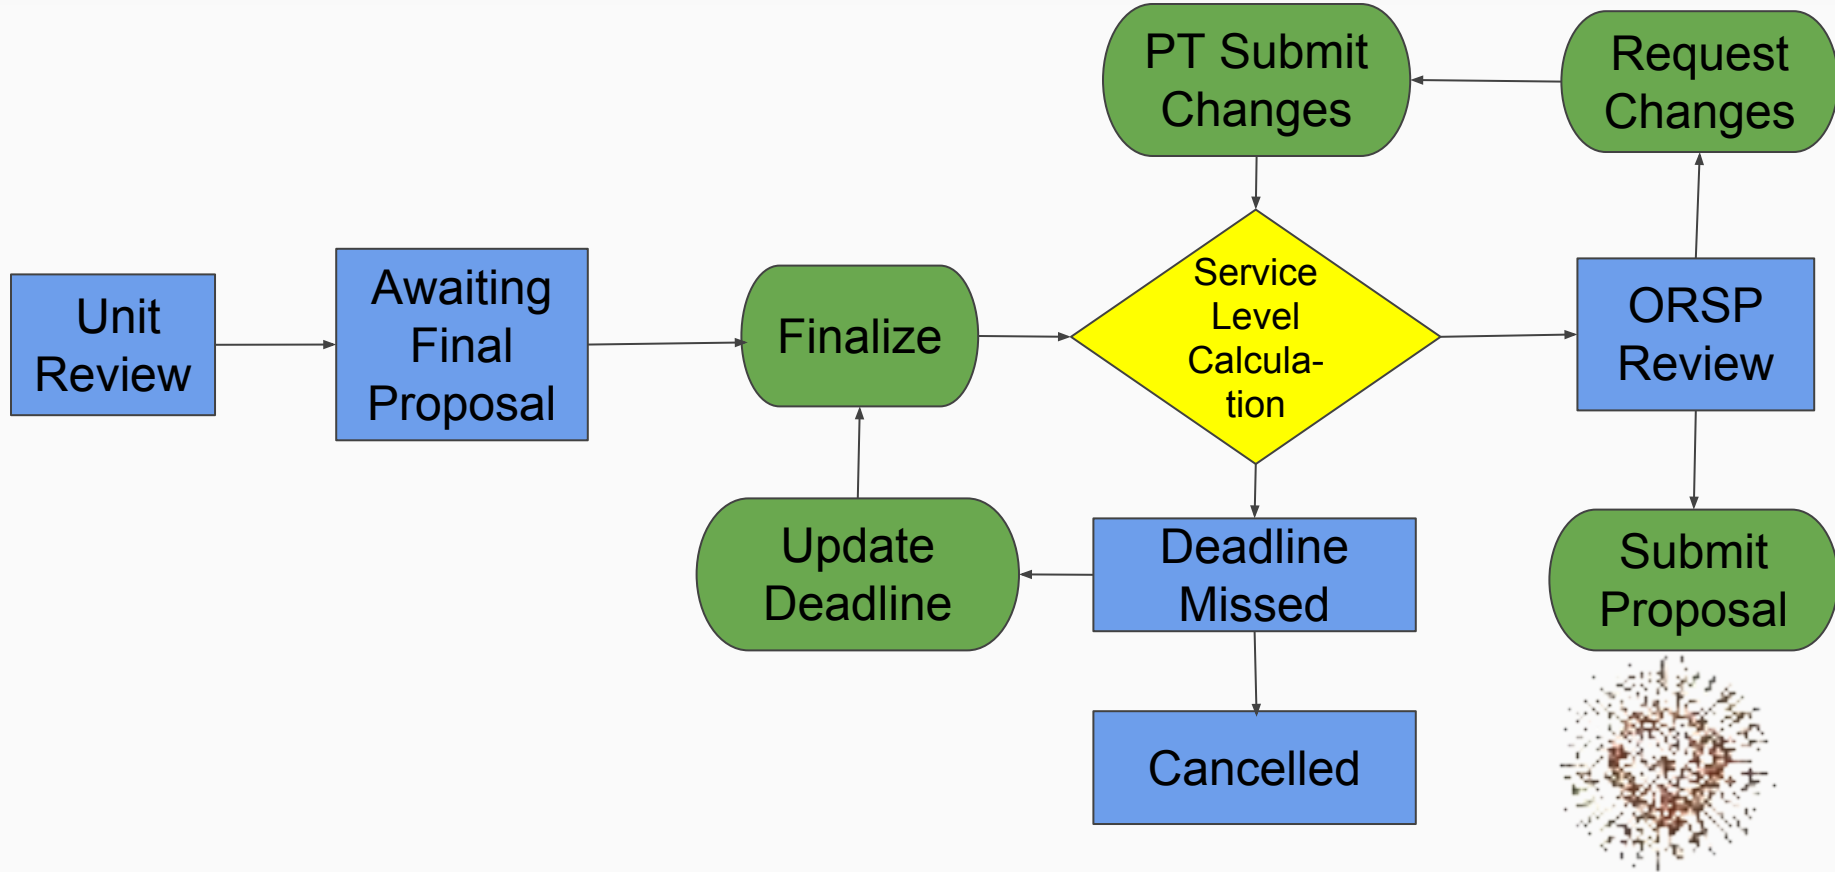 PT Submit
Changes
Request
Changes
Unit
Review
Awaiting
Final
Proposal
Finalize
Service
Level
Calcula-
tion
ORSP
Review
Update
Deadline
Deadline
Missed
Submit
Proposal
Cancelled